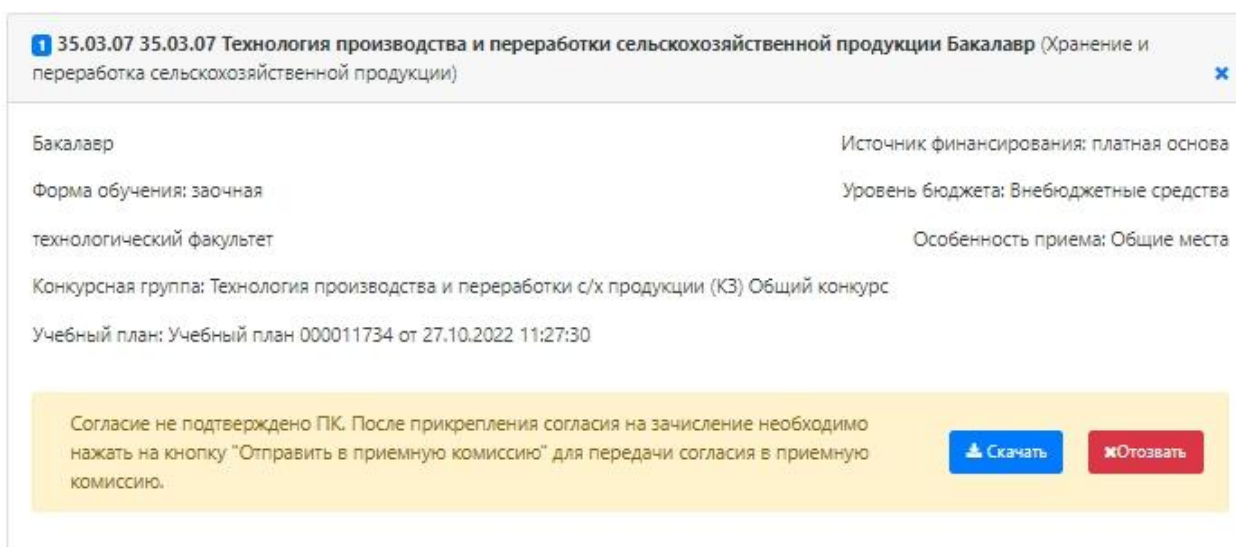 1 35.03.07 35.03.07 Технология производства и переработки сельскохозяйственной продукции Бакалавр (Хранение и
переработка сельскохозяйственной продукции)
Бакалавр
Источник финансирования: платная основа
Форма обучения: заочная
Уровень бюджета: Внебюджетные средства
технологический факультет
Особенность приема: Общие места
Конкурсная группа: Технология производства и переработки с/х продукции (КЗ) Общий конкурс
Учебный план: Учебный план 000011734 от 27.10.2022 11:27:30
Согласие не подтверждено ПК. После прикрепления согласия на зачисление необходимо
нажать на кнопку "Отправить в приемную комиссию" для передачи согласия в приемную
комиссию.
Скачать
Отозвать